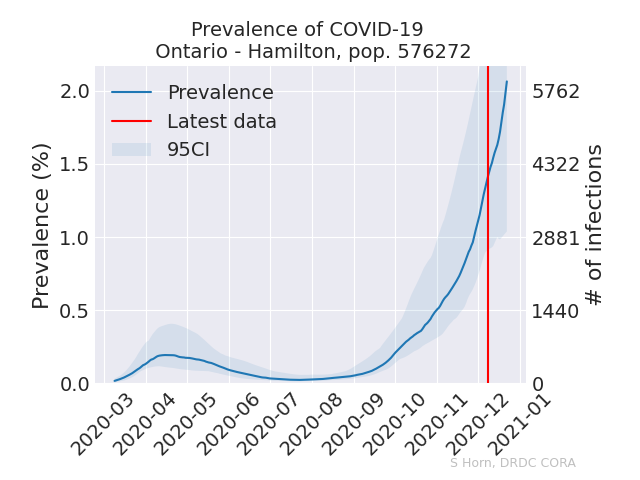 Prevalence of COVID-19
Ontario - Hamilton, pop. 576272
Prevalence
Latest data
95CI
Prevalence (%)
2.0
1.5
1.0
0.5
0.0
5762
4322
2881
1440
0
# of infections
2020-03
2020-04
2020-05
2020-06
2020-07
2020-08
2020-09
2020-10
2020-11
2020-12
2021-01
S Horn, DRDC CORA